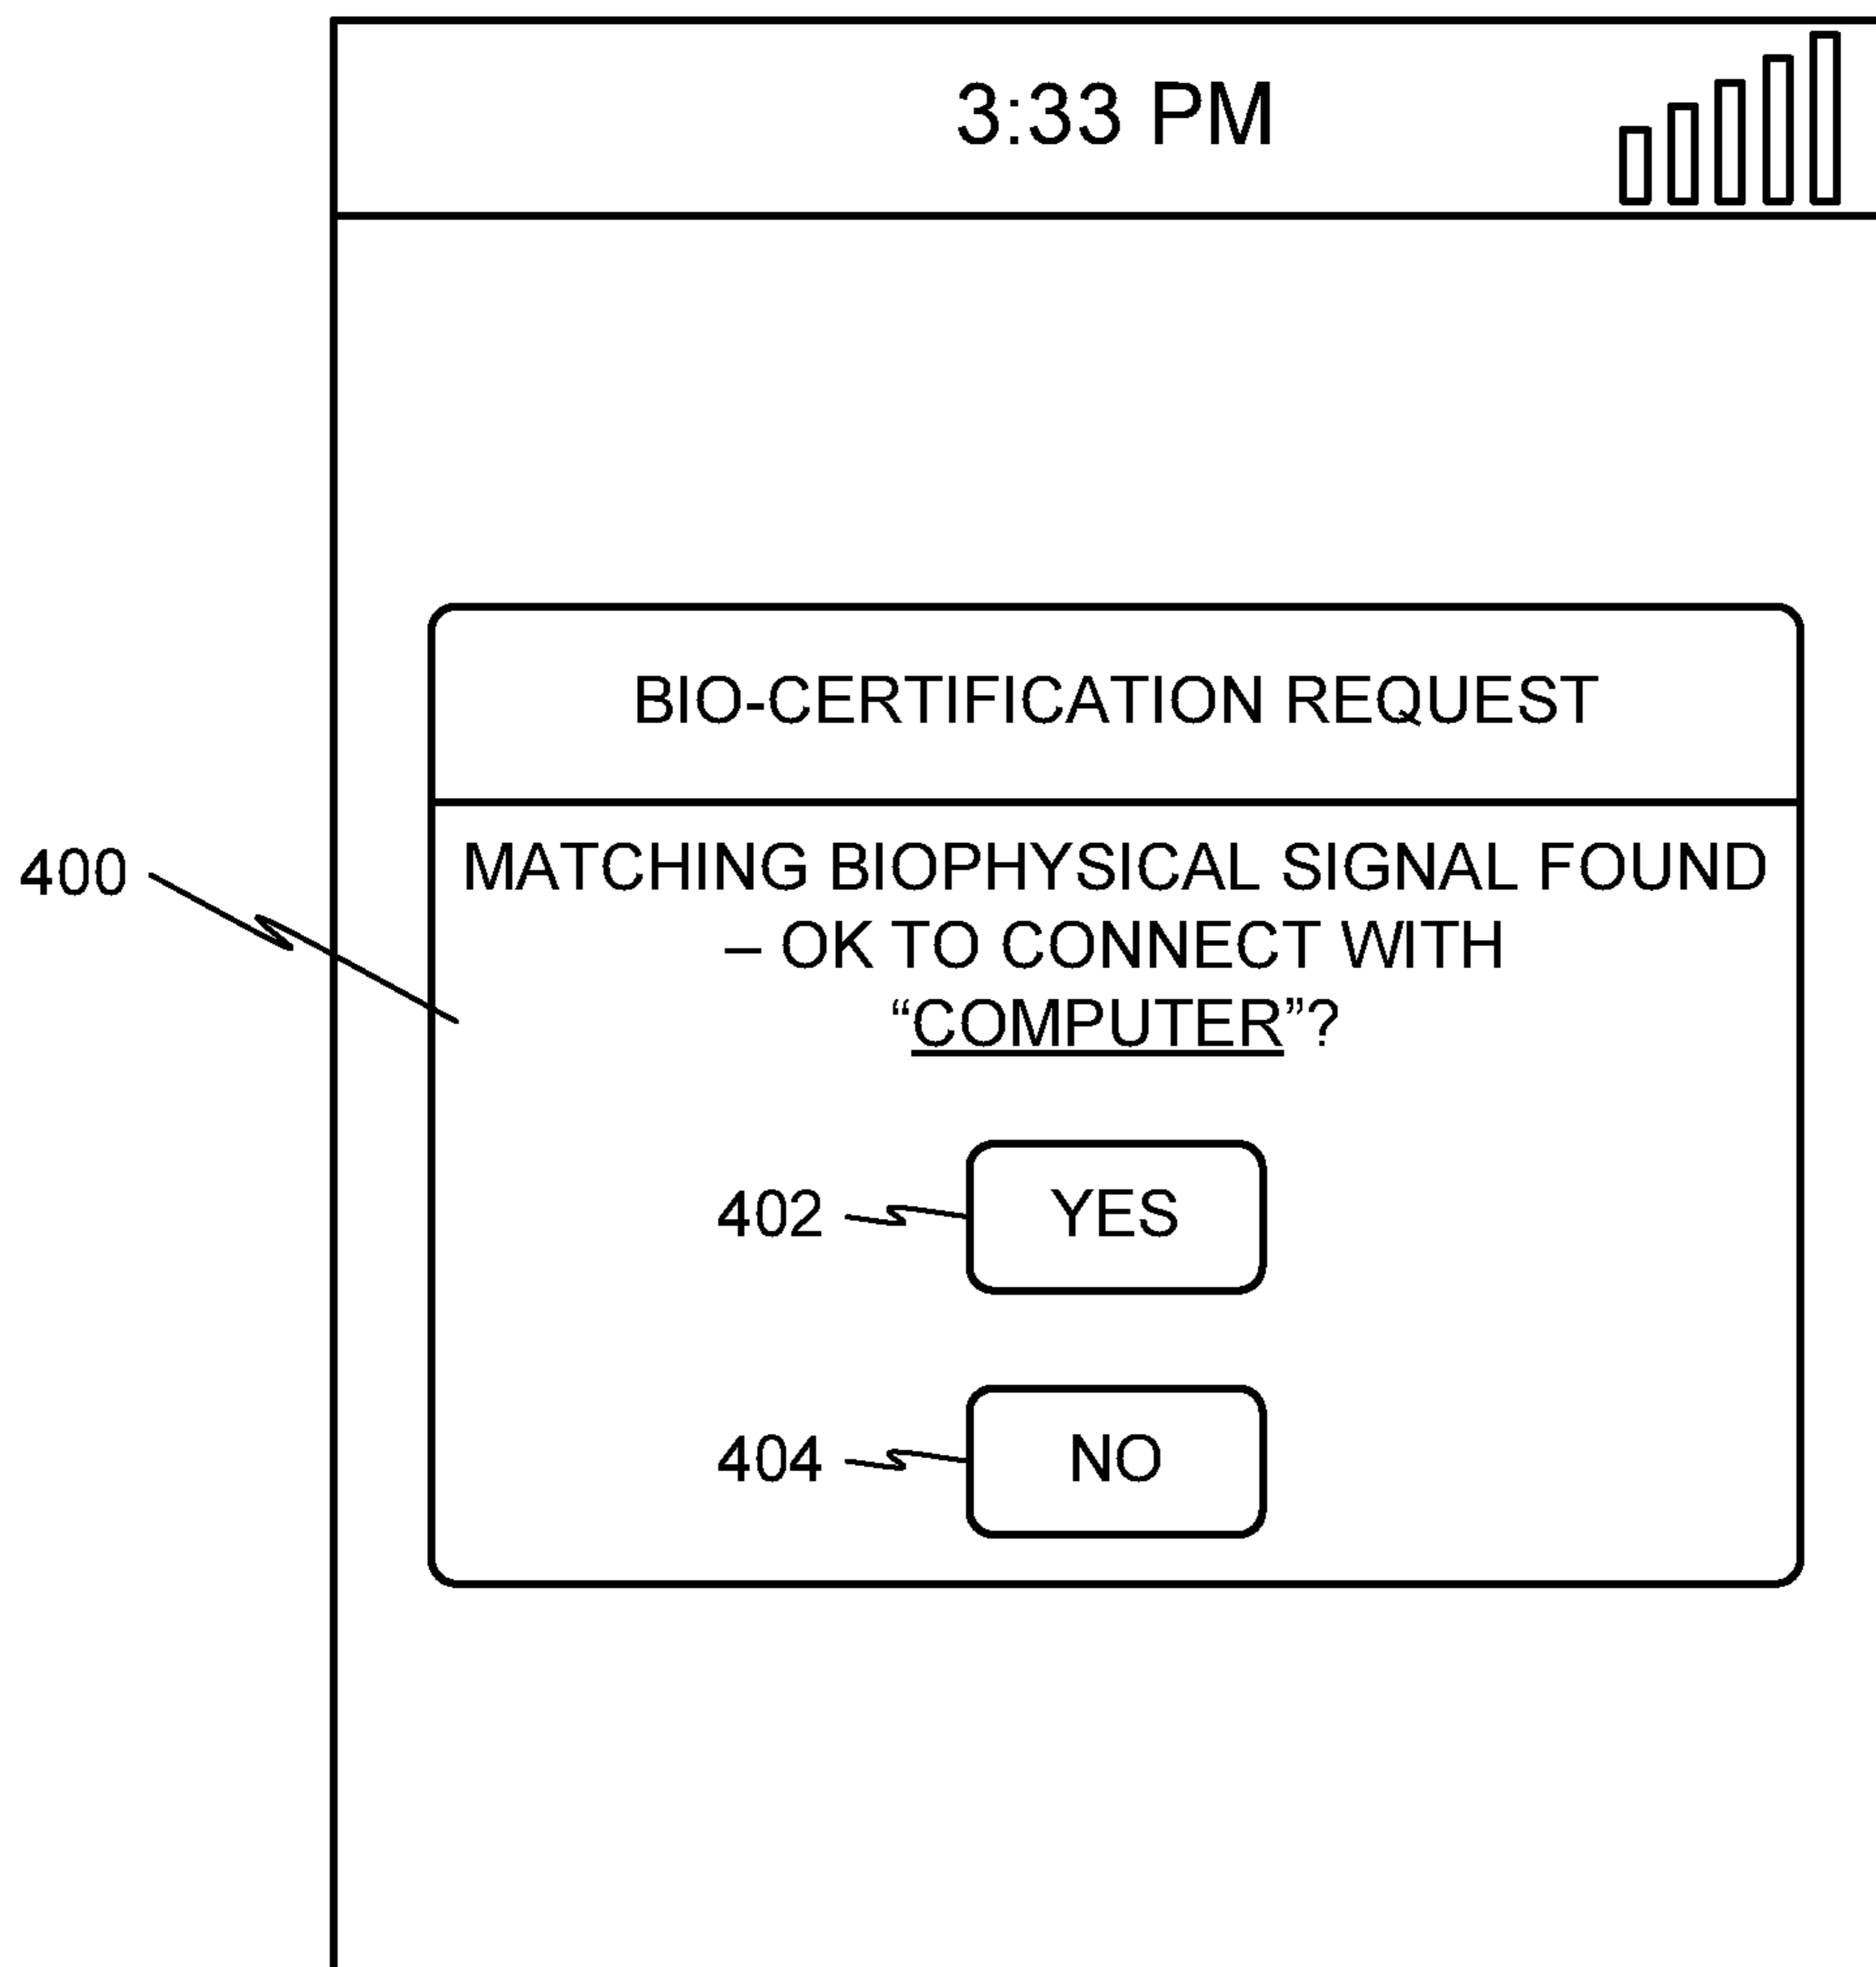 3:33 PM
BIO-CERTIFICATION REQUEST
MATCHING BIOPHYSICAL SIGNAL FOUND
– OK TO CONNECT WITH
“COMPUTER”?
400
402
YES
404
NO